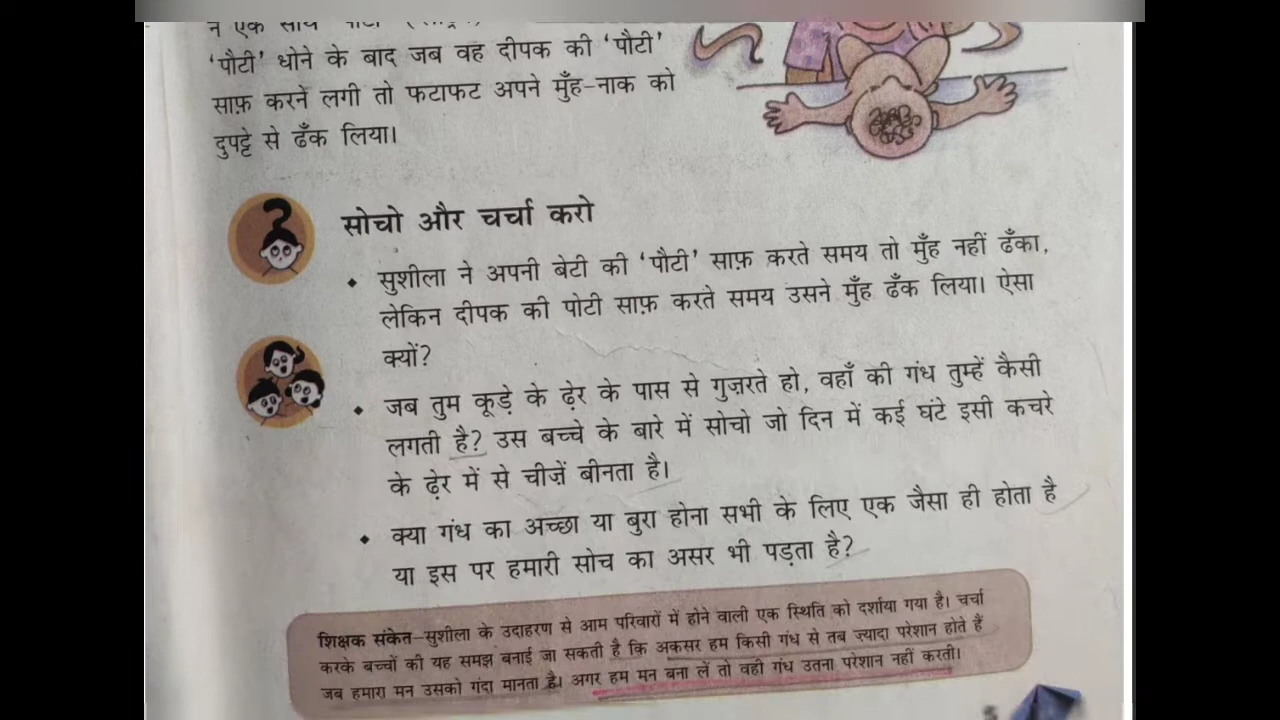 'पौटी' धोने के बाद जब वह दीपक की 'पौटी'
साफ़ करने लगी तो फटाफट अपने मुँह-नाक को
दुपट्टे से ढँक लिया।
सोचो और चर्चा करो
• सुशीला ने अपनी बेटी की 'पौटी' साफ़ करते समय तो मुँह नहीं ढँका,
लेकिन दीपक की पोटी साफ़ करते समय उसने मुँह ढँक लिया। ऐसा
क्यों?
• जब तुम कूड़े के ढ़ेर के पास से गुज़रते हो, वहाँ की गंध तुम्हें कैसी
लगती है? उस बच्चे के बारे में सोचो जो दिन में कई घंटे इसी कचरे
के ढ़ेर में से चीज़ें बीनता है।
• क्या गंध का अच्छा या बुरा होना सभी के लिए एक जैसा ही होता है
या इस पर हमारी सोच का असर भी पड़ता है?
शिक्षक संकेत–सुशीला के उदाहरण से आम परिवारों में होने वाली एक स्थिति को दर्शाया गया है। चर्चा
करके बच्चों की यह समझ बनाई जा सकती है कि अकसर हम किसी गंध से तब ज्यादा परेशान होते हैं
जब हमारा मन उसको गंदा मानता है। अगर हम मन बना लें तो वही गंध उतना परेशान नहीं करती।